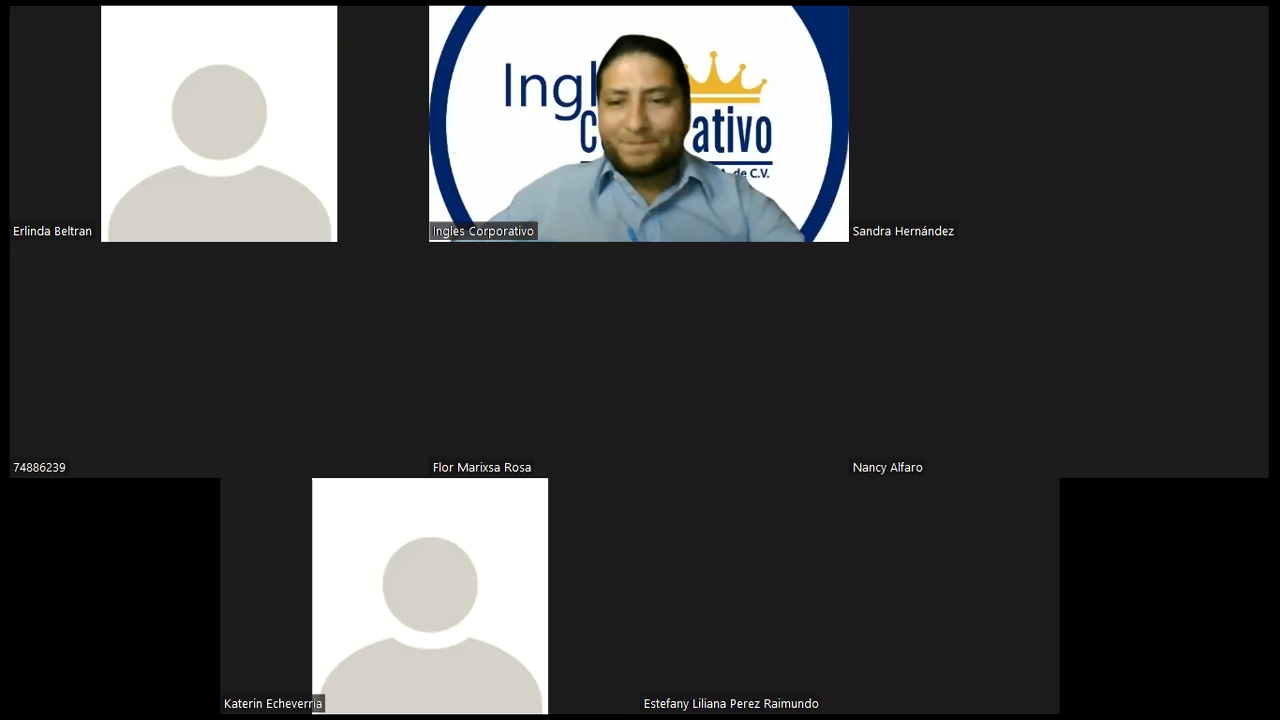 Ingl
C ativo
A. de C.V.
Erlinda Beltran
Ingles Corporativo
Sandra Hernández
74886239
Flor Marixsa Rosa
Nancy Alfaro
Katerin Echeverria
Estefany Liliana Perez Raimundo